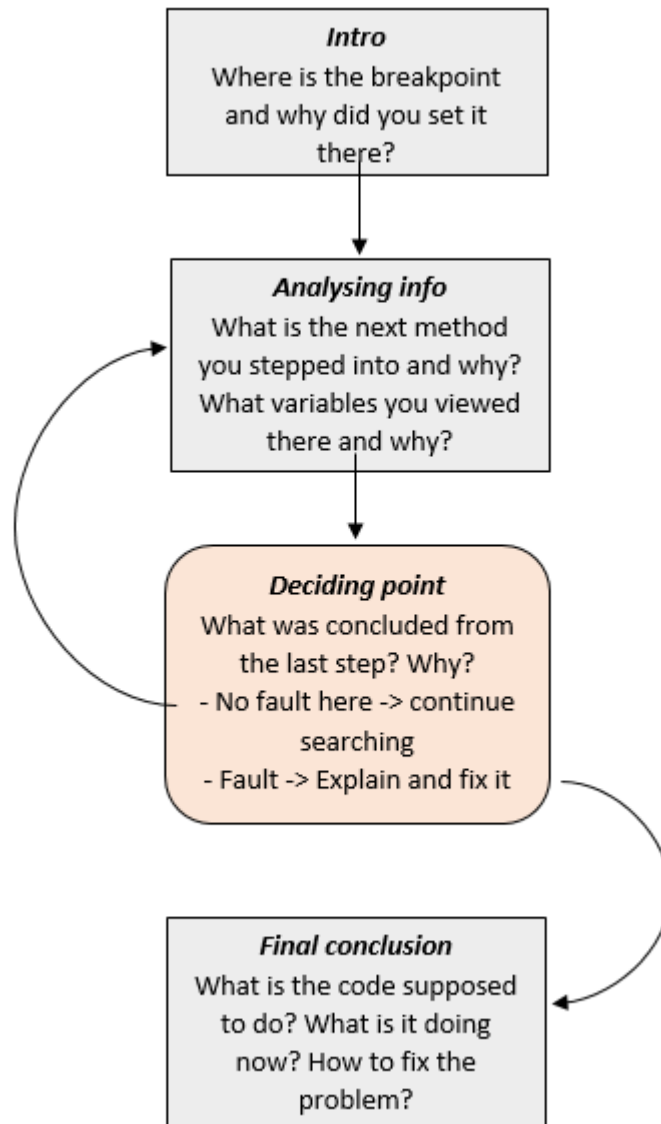 Intro
Where is the breakpoint
and why did you set it
there?
Analysing info
What is the next method
you stepped into and why?
What variables you viewed
there and why?
Deciding point
What was concluded from
the last step? Why?
- No fault here -> continue
searching
- Fault -> Explain and fix it
Final conclusion
What is the code supposed
to do? What is it doing
now? How to fix the
problem?